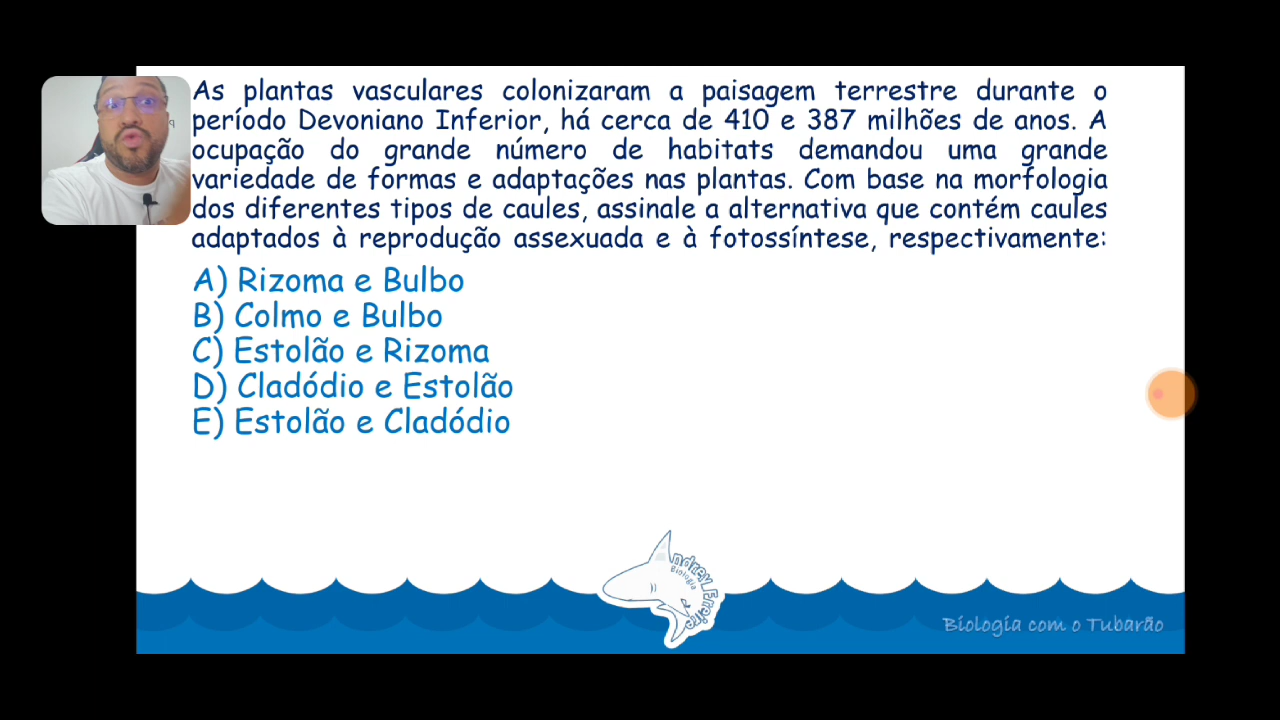 As plantas vasculares colonizaram a paisagem terrestre durante o
período Devoniano Inferior, há cerca de 410 e 387 milhões de anos. A
ocupação do grande número de habitats demandou uma grande
variedade de formas e adaptações nas plantas. Com base na morfologia
dos diferentes tipos de caules, assinale a alternativa que contém caules
adaptados à reprodução assexuada e à fotossíntese, respectivamente:
A) Rizoma e Bulbo
B) Colmo e Bulbo
C) Estolão e Rizoma
D) Cladódio e Estolão
E) Estolão e Cladódio
Biologia
Biologia com o Tubarão